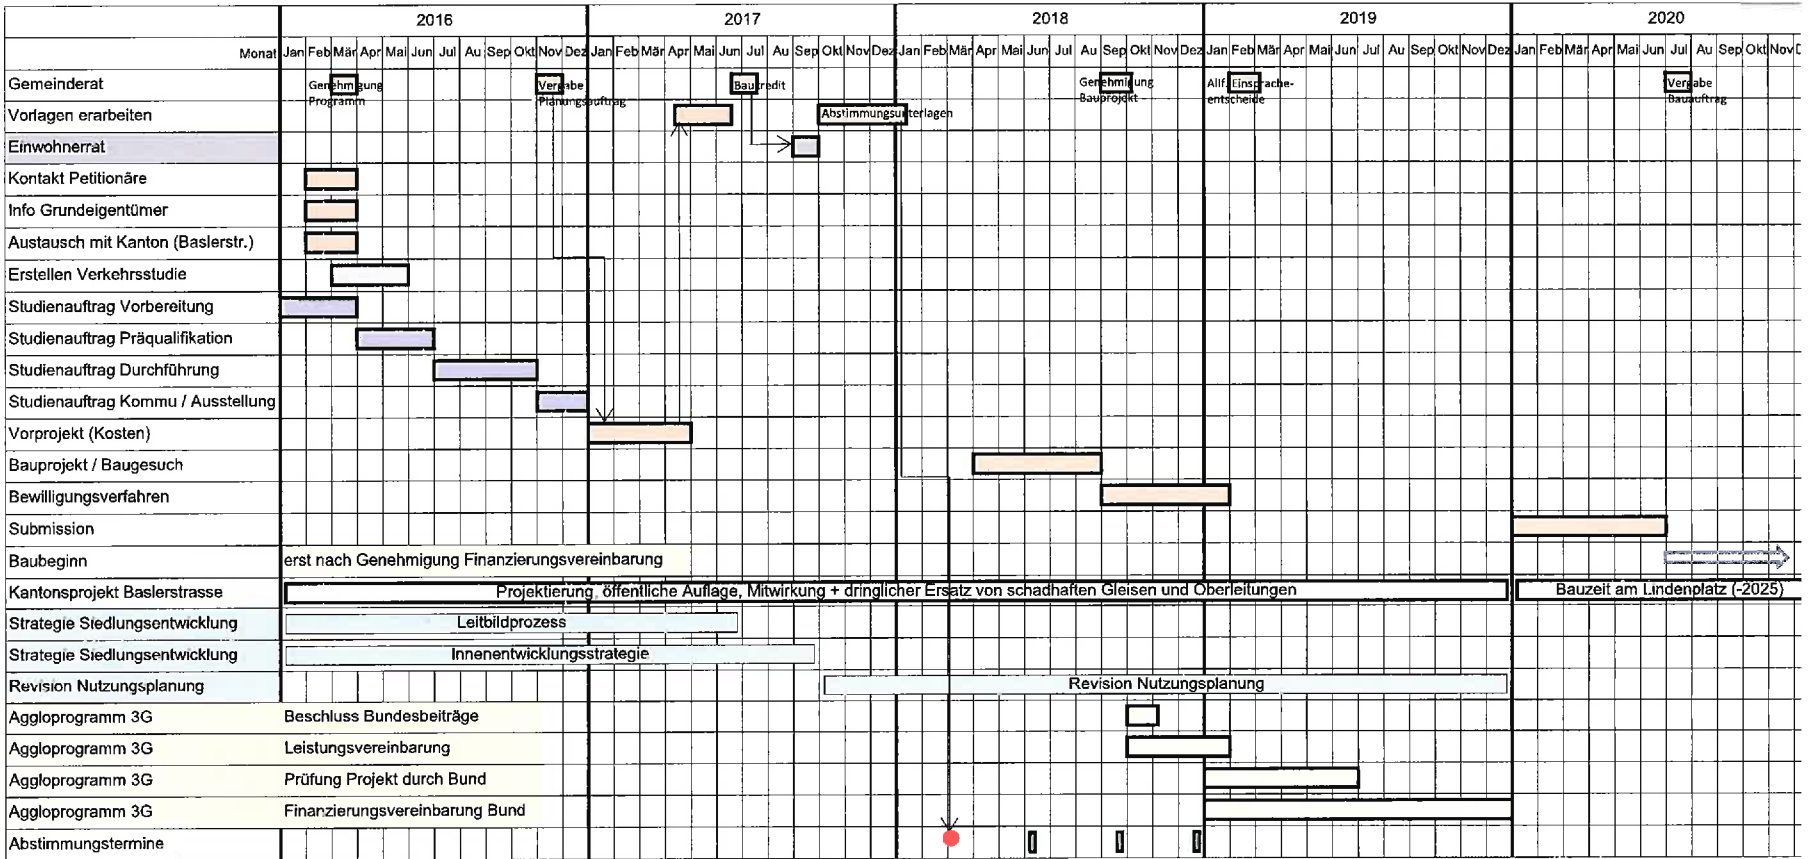 2016 2017 2018 2019 2020
Monat Jan Feb Mär Apr Mai Jun Jul Au Sep Okt Nov Dez Jan Feb Mär Apr Mai Jun Jul Au Sep Okt Nov Dez Jan Feb Mär Apr Mai Jun Jul Au Sep Okt Nov Dez Jan Feb Mär Apr Mai Jun Jul Au Sep Okt Nov Dez Jan Feb Mär Apr Mai Jun Jul Au Sep Okt Nov
Gemeinderat
Genehmigung
Programm
Vergabe
Planungsauftrag
Baukredit
Genehmigung
Bauprojekt
Allf. Einsprache-
entscheide
Vergabe
Bauauftrag
Vorlagen erarbeiten
Abstimmungsunterlagen
Einwohnerrat
Kontakt Petitionäre
Info Grundeigentümer
Austausch mit Kanton (Baslerstr.)
Erstellen Verkehrsstudie
Studienauftrag Vorbereitung
Studienauftrag Präqualifikation
Studienauftrag Durchführung
Studienauftrag Kommu / Ausstellung
Vorprojekt (Kosten)
Bauprojekt / Baugesuch
Bewilligungsverfahren
Submission
Baubeginn erst nach Genehmigung Finanzierungsvereinbarung
Kantonsprojekt Baslerstrasse Projektierung, öffentliche Auflage, Mitwirkung + dringlicher Ersatz von schadhaften Gleisen und Oberleitungen Bauzeit am Lindenplatz (-2025)
Strategie Siedlungsentwicklung Leitbildprozess
Strategie Siedlungsentwicklung Innenentwicklungsstrategie
Revision Nutzungsplanung Revision Nutzungsplanung
Aggloprogramm 3G Beschluss Bundesbeiträge
Aggloprogramm 3G Leistungsvereinbarung
Aggloprogramm 3G Prüfung Projekt durch Bund
Aggloprogramm 3G Finanzierungsvereinbarung Bund
Abstimmungstermine